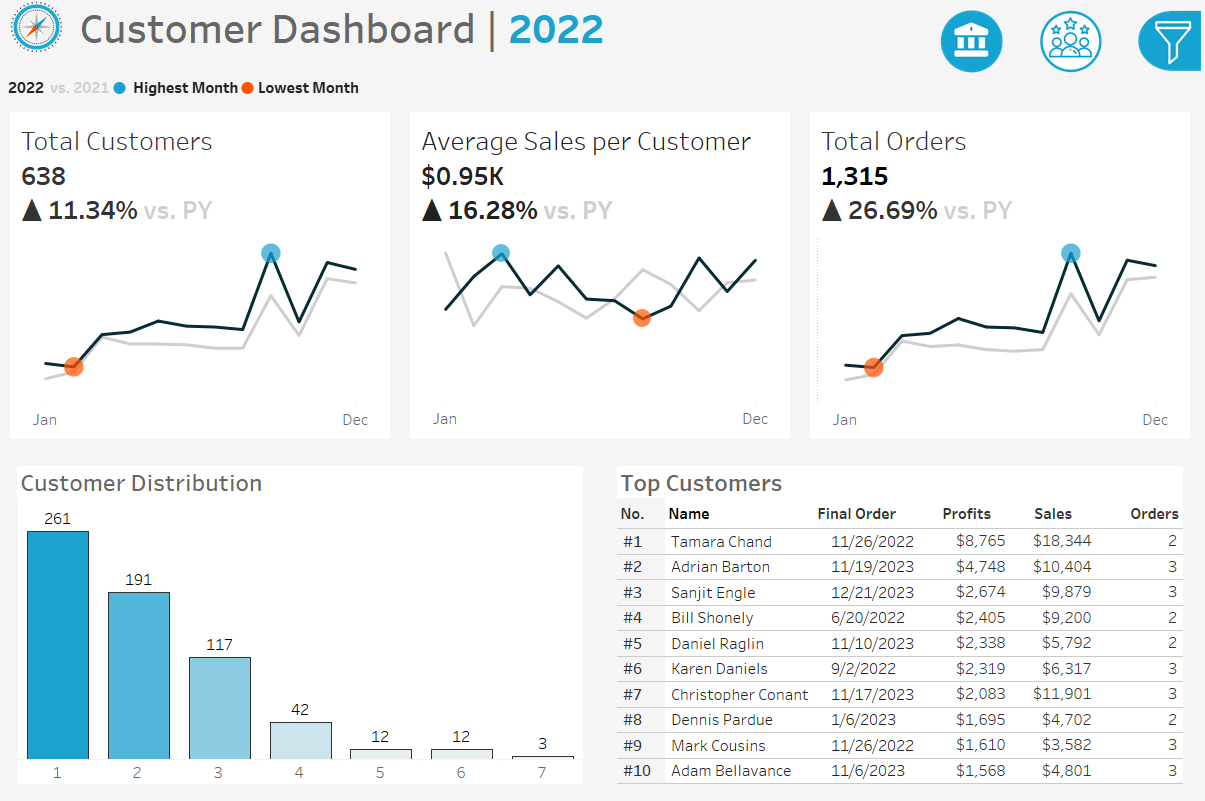 Customer Dashboard | 2022
2022 vs. 2021 Highest Month Lowest Month
Total Customers
638
▲ 11.34% vs. PY
Jan Dec
Average Sales per Customer
$0.95K
▲ 16.28% vs. PY
Jan Dec
Total Orders
1,315
▲ 26.69% vs. PY
Jan Dec
Customer Distribution
261
191
117
42
12
12
3
1 2 3 4 5 6 7
Top Customers
No. Name Final Order Profits Sales Orders
#1 Tamara Chand 11/26/2022 $8,765 $18,344 2
#2 Adrian Barton 11/19/2023 $4,748 $10,404 3
#3 Sanjit Engle 12/21/2023 $2,674 $9,879 3
#4 Bill Shonely 6/20/2022 $2,405 $9,200 2
#5 Daniel Raglin 11/10/2023 $2,338 $5,792 2
#6 Karen Daniels 9/2/2022 $2,319 $6,317 3
#7 Christopher Conant 11/17/2023 $2,083 $11,901 3
#8 Dennis Pardue 1/6/2023 $1,695 $4,702 2
#9 Mark Cousins 11/26/2022 $1,610 $3,582 3
#10 Adam Bellavance 11/6/2023 $1,568 $4,801 3